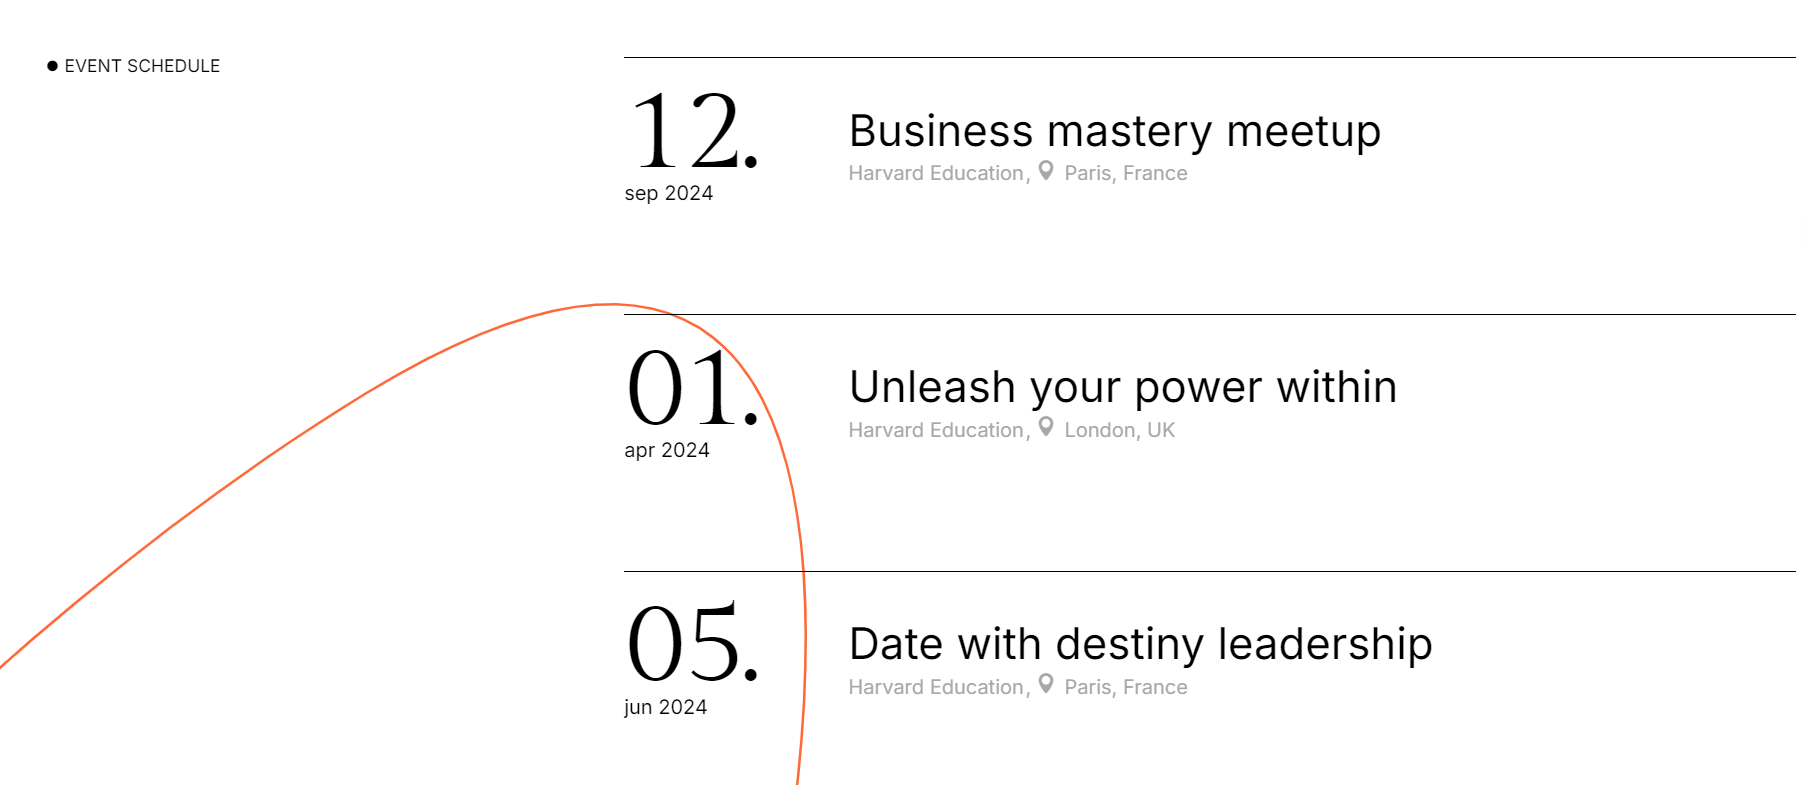 EVENT SCHEDULE
12.
sep 2024
Business mastery meetup
Harvard Education, Paris, France
01.
apr 2024
Unleash your power within
Harvard Education, London, UK
05.
jun 2024
Date with destiny leadership
Harvard Education, Paris, France